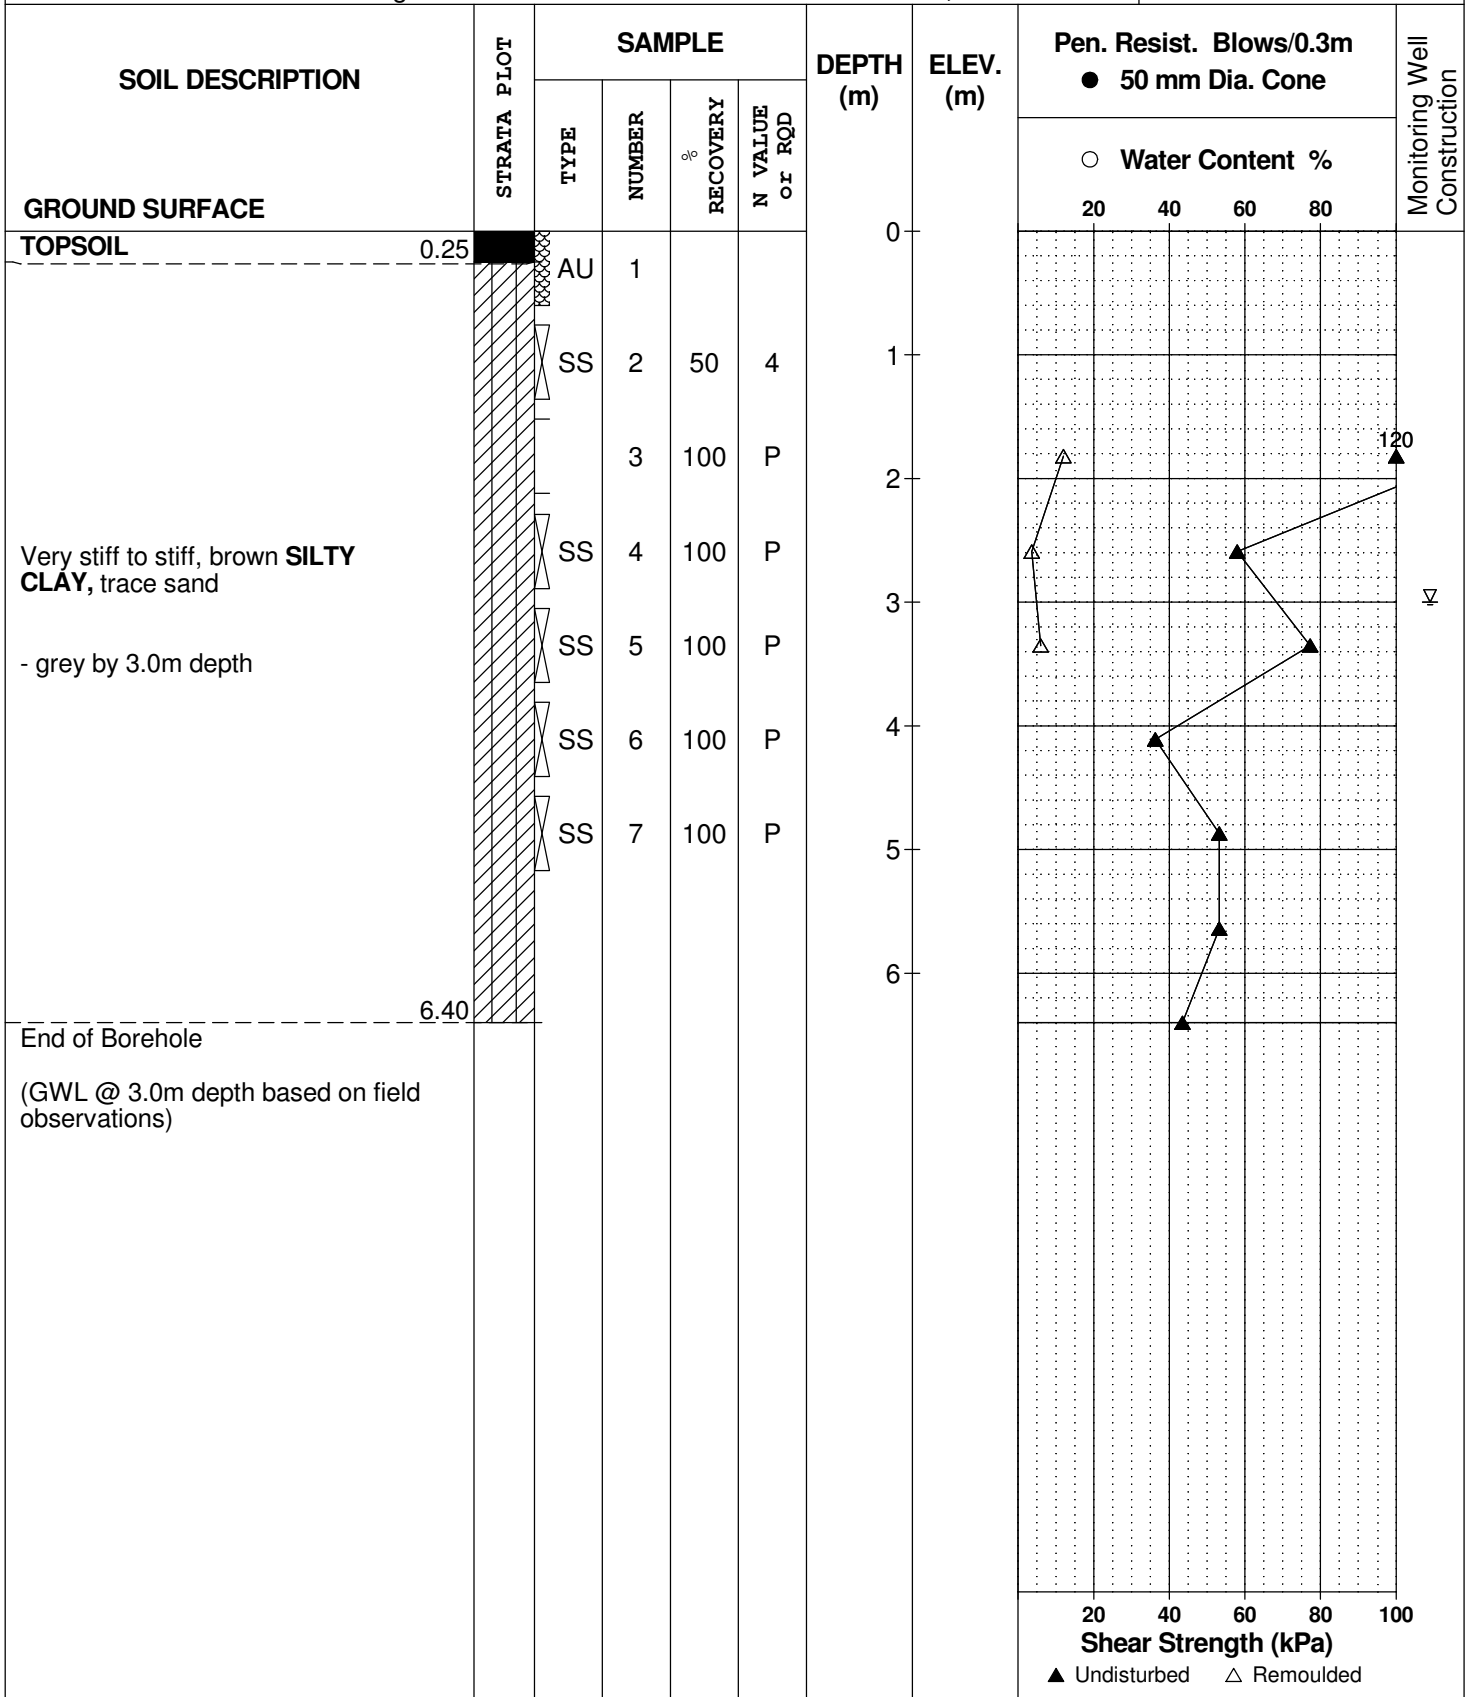 SOIL DESCRIPTION
GROUND SURFACE
STRATA PLOT
SAMPLE
TYPE
NUMBER
%
RECOVERY
N VALUE
or RQD
DEPTH
(m)
ELEV.
(m)
Pen. Resist. Blows/0.3m
● 50 mm Dia. Cone
○ Water Content %
20 40 60 80
Monitoring Well
Construction
TOPSOIL 0.25
AU 1
SS 2 50 4
3 100 P
SS 4 100 P
SS 5 100 P
SS 6 100 P
SS 7 100 P
0
1
2
3
4
5
6
120
Very stiff to stiff, brown SILTY
CLAY, trace sand
- grey by 3.0m depth
6.40
End of Borehole
(GWL @ 3.0m depth based on field
observations)
20 40 60 80 100
Shear Strength (kPa)
▲ Undisturbed △ Remoulded